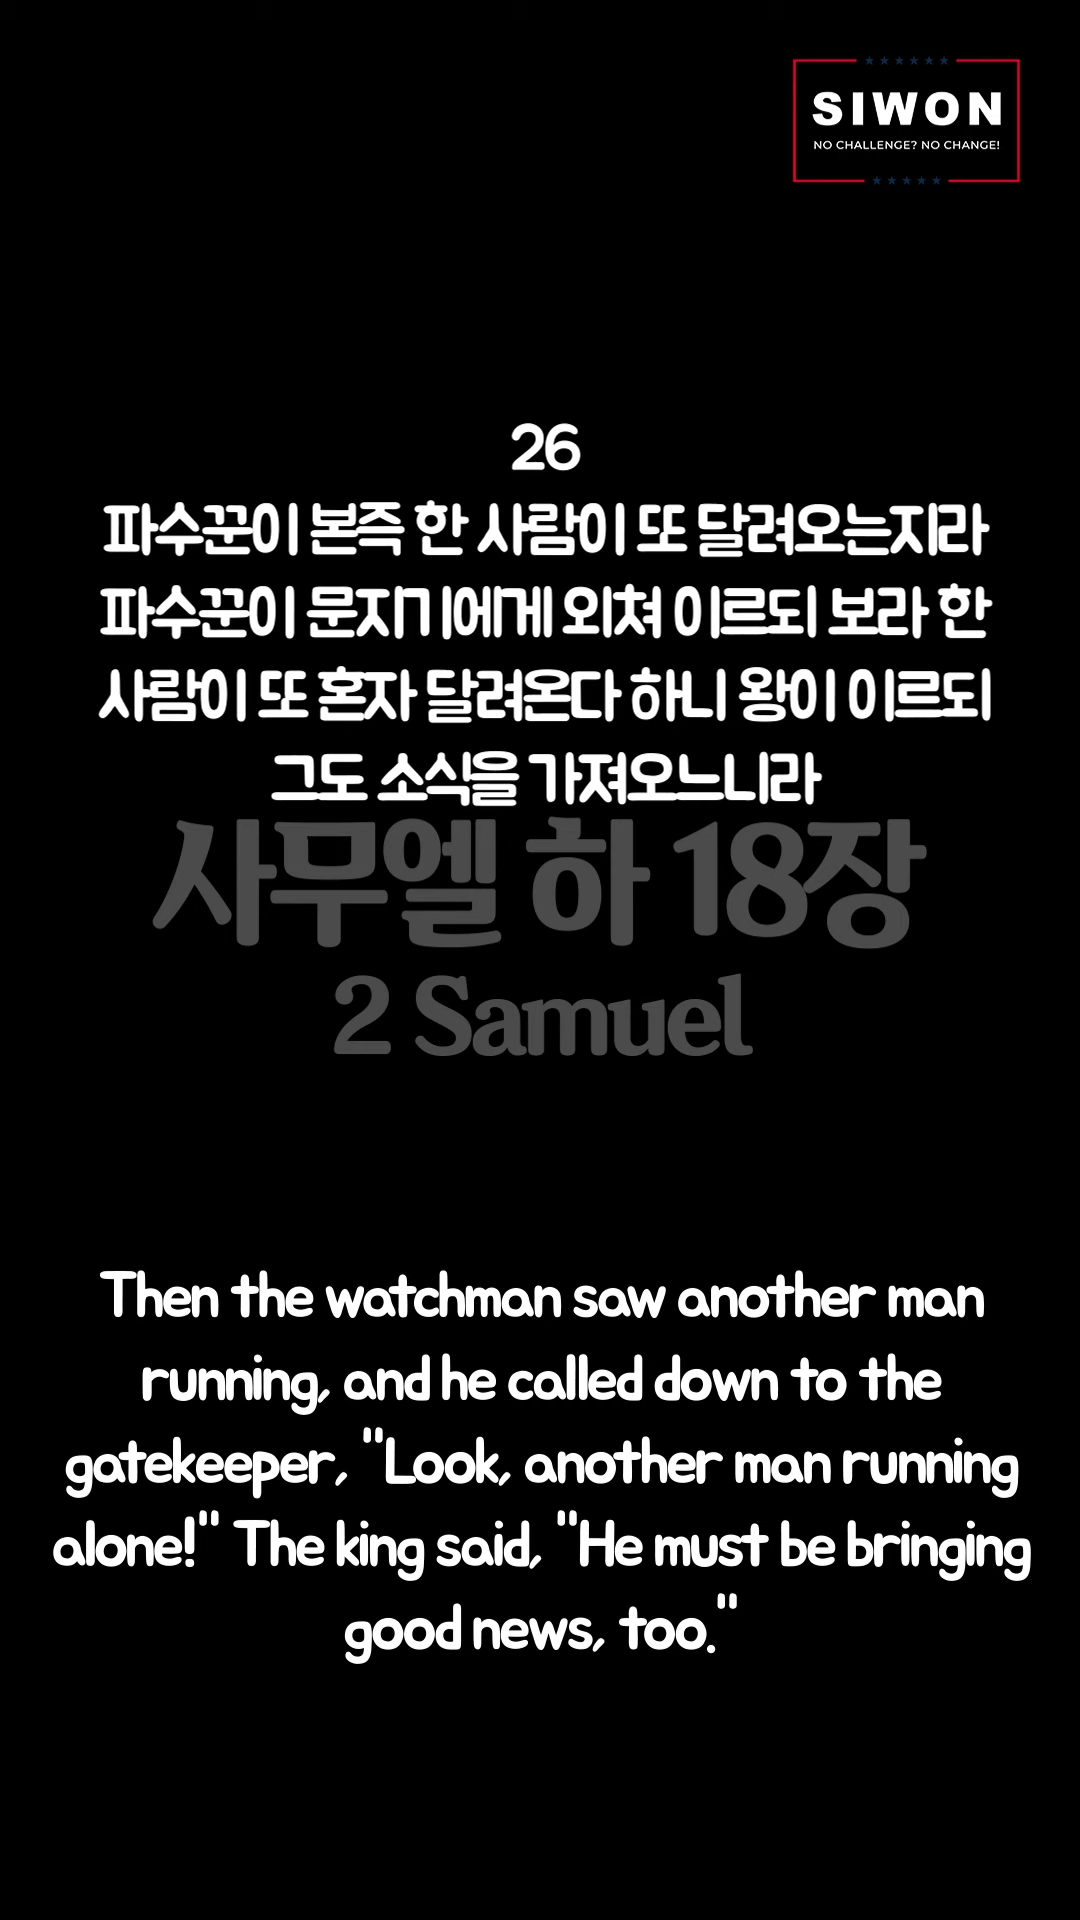 SIWON
NO CHALLENGE? NO CHANGE!
26
파수꾼이 본즉 한 사람이 또 달려오는지라
파수꾼이 문지기에게 외쳐 이르되 보라 한
사람이 또 혼자 달려온다 하니 왕이 이르되
그도 소식을 가져오느니라
사무엘 하 18장
2 Samuel
Then the watchman saw another man
running, and he called down to the
gatekeeper, "Look, another man running
alone!" The king said, "He must be bringing
good news, too."